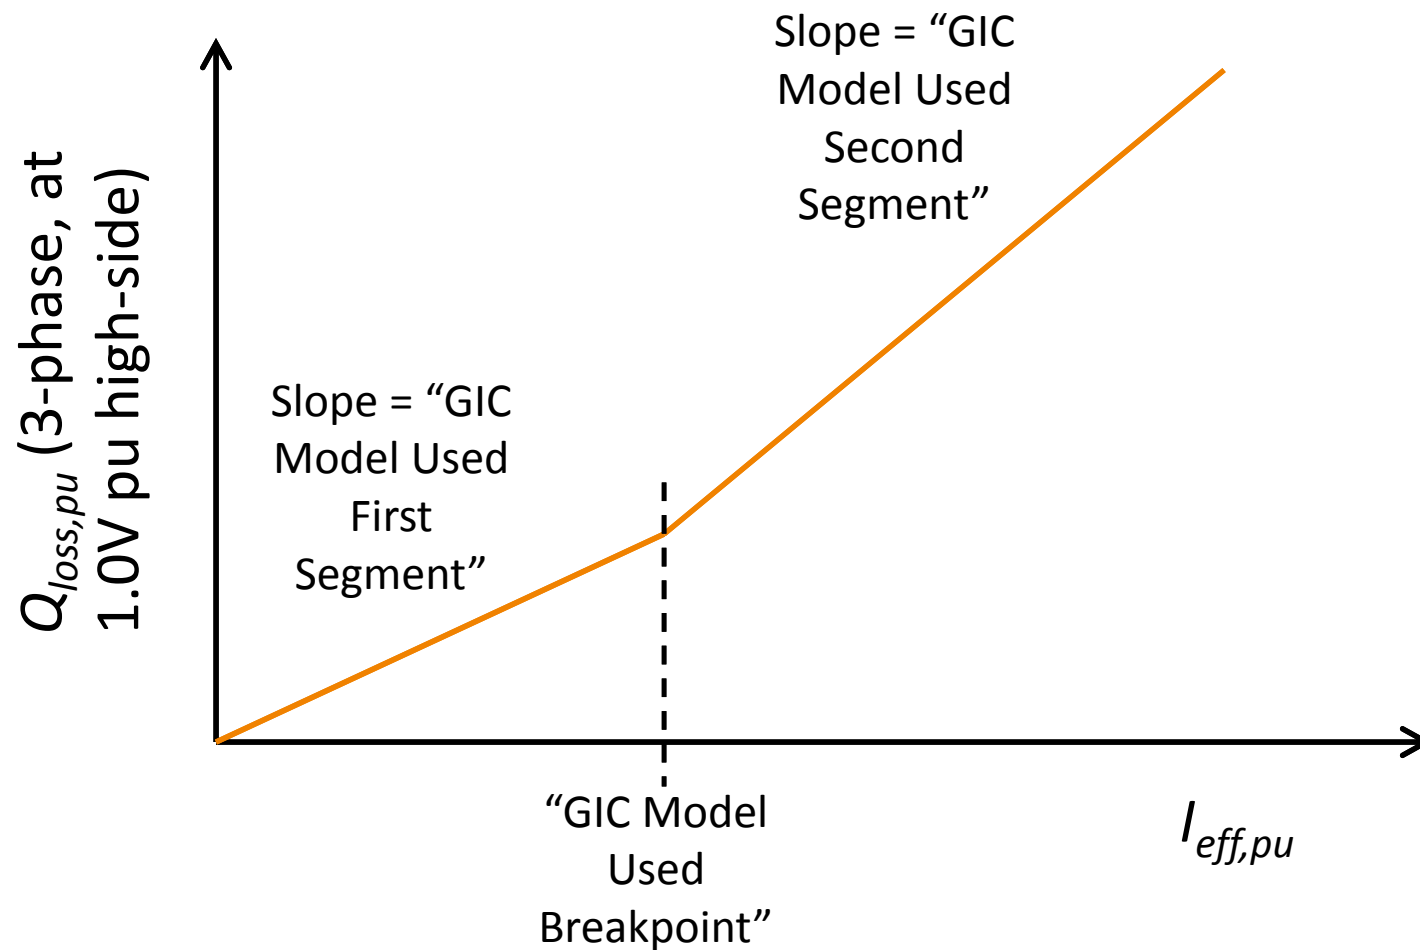 Slope = “GIC
Model Used
Second
Segment”
Q_loss,pu (3-phase, at
1.0V pu high-side)
Slope = “GIC
Model Used
First
Segment”
“GIC Model
Used
Breakpoint”
I_eff,pu